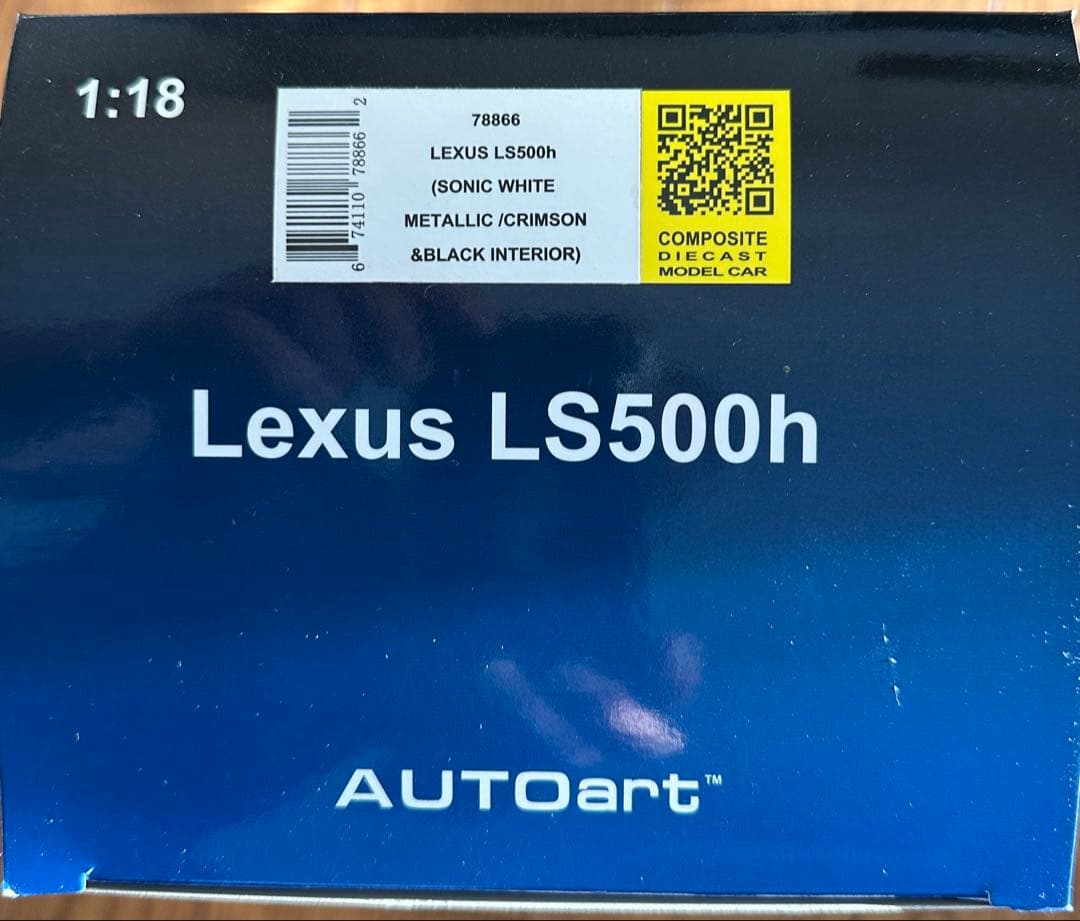 1:18
6 74110 78866 2
78866
LEXUS LS500h
(SONIC WHITE
METALLIC /CRIMSON
&BLACK INTERIOR)
COMPOSITE
DIECAST
MODEL CAR
Lexus LS500h
AUTOart™